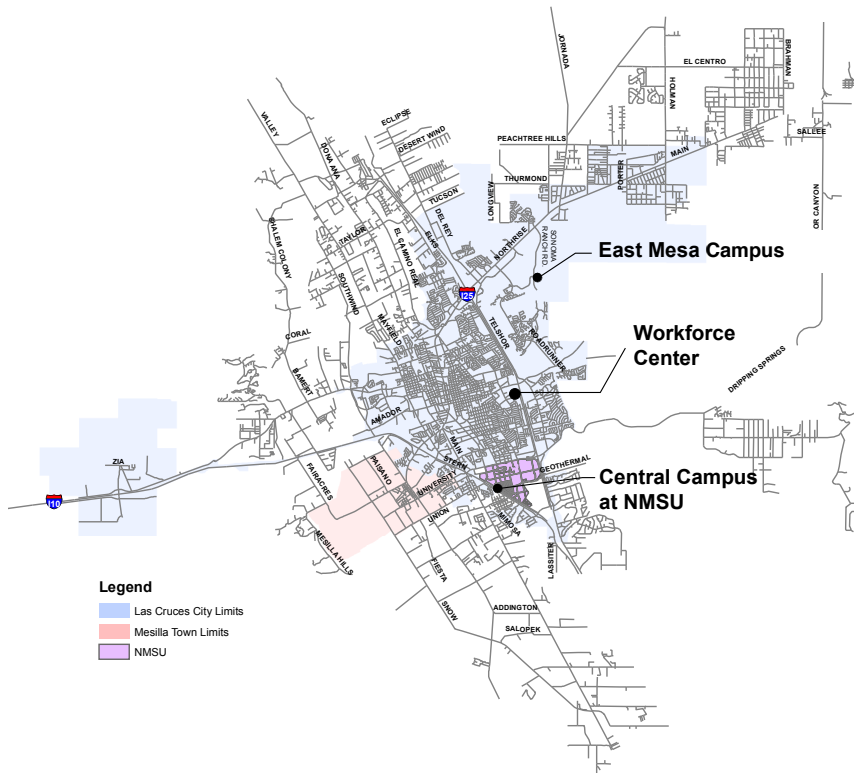 JORNADA
BRAHMAN
EL CENTRO
HOLMAN
VALLEY
ECLIPSE
DONA ANA
DESERT WIND
PEACHTREE HILLS
MAIN
SALLEE
THURMOND
PORTER
TUCSON
LONGVIEW
OR CANYON
DEL REY
SHALEM COLONY
TAYLOR
EL CAMINO REAL
ELKS
NORTHRISE
SONOMA
RANCH RD
East Mesa Campus
SOUTHWIND
I25
MAYFIELD
TELSHOR
ROADRUNNER
Workforce
Center
CORAL
BAMERT
DRIPPING SPRINGS
AMADOR
MAIN
STERN
ZIA
PAISANO
FAIRACRES
UNIVERSITY
GEOTHERMAL
Central Campus
at NMSU
I10
UNION
MIMOSA
MESILLA HILLS
FIESTA
LASSITER
SNOW
ADDINGTON
SALOPEK
Legend
Las Cruces City Limits
Mesilla Town Limits
NMSU